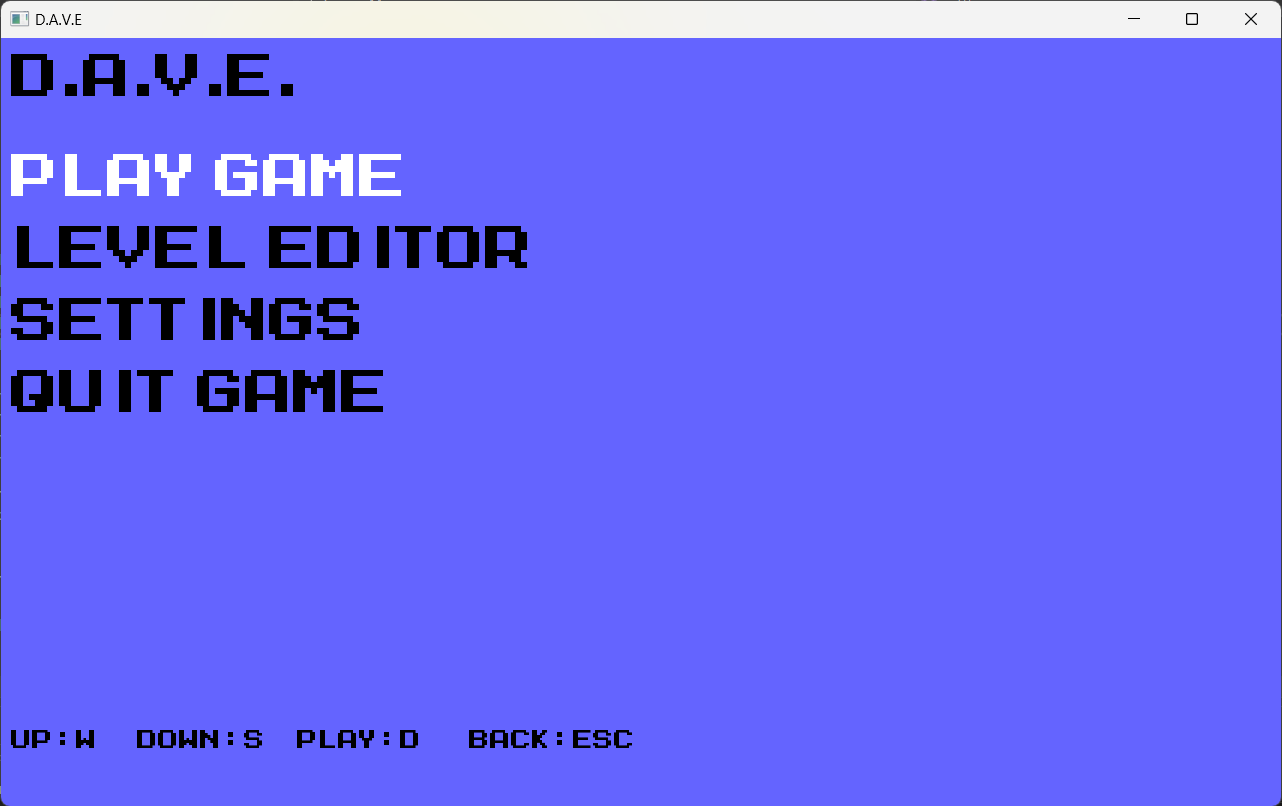 D.A.V.E
D.A.V.E.
PLAY GAME
LEVEL EDITOR
SETTINGS
QUIT GAME
UP:W DOWN:S PLAY:D BACK:ESC